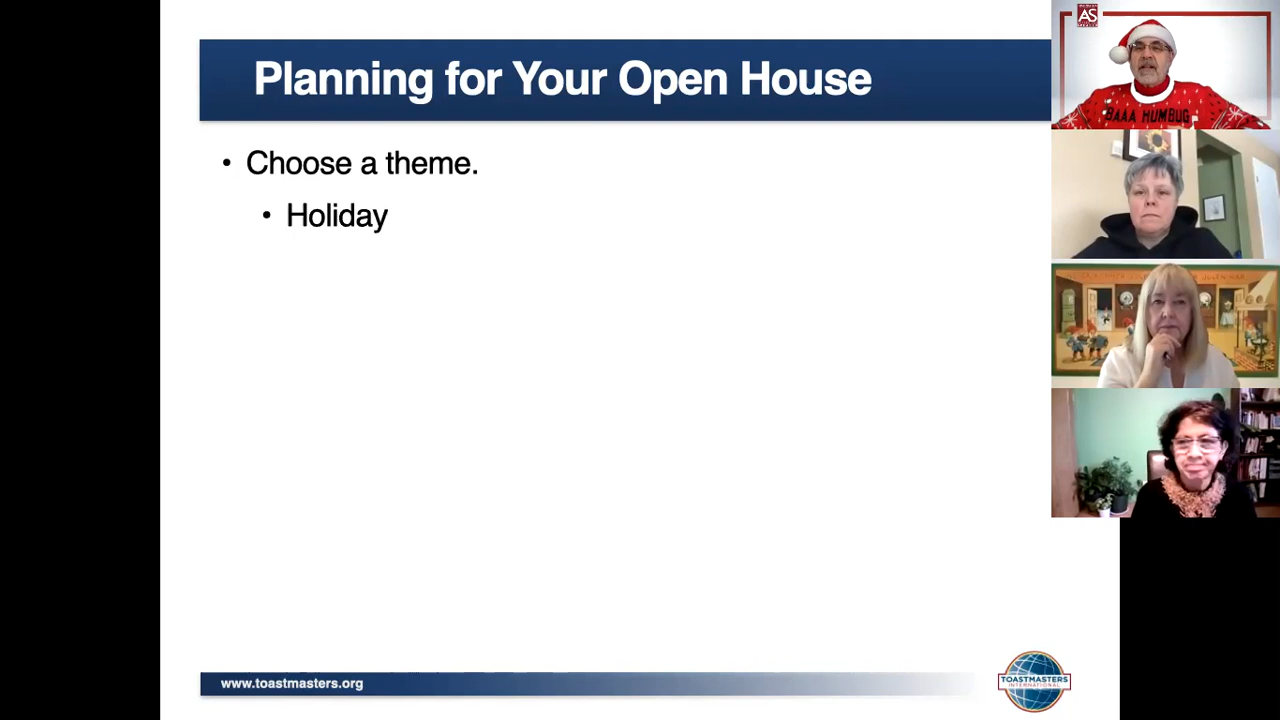 Planning for Your Open House
• Choose a theme.
• Holiday
www.toastmasters.org
TOASTMASTERS
INTERNATIONAL
AS
BAAA HUMBUG